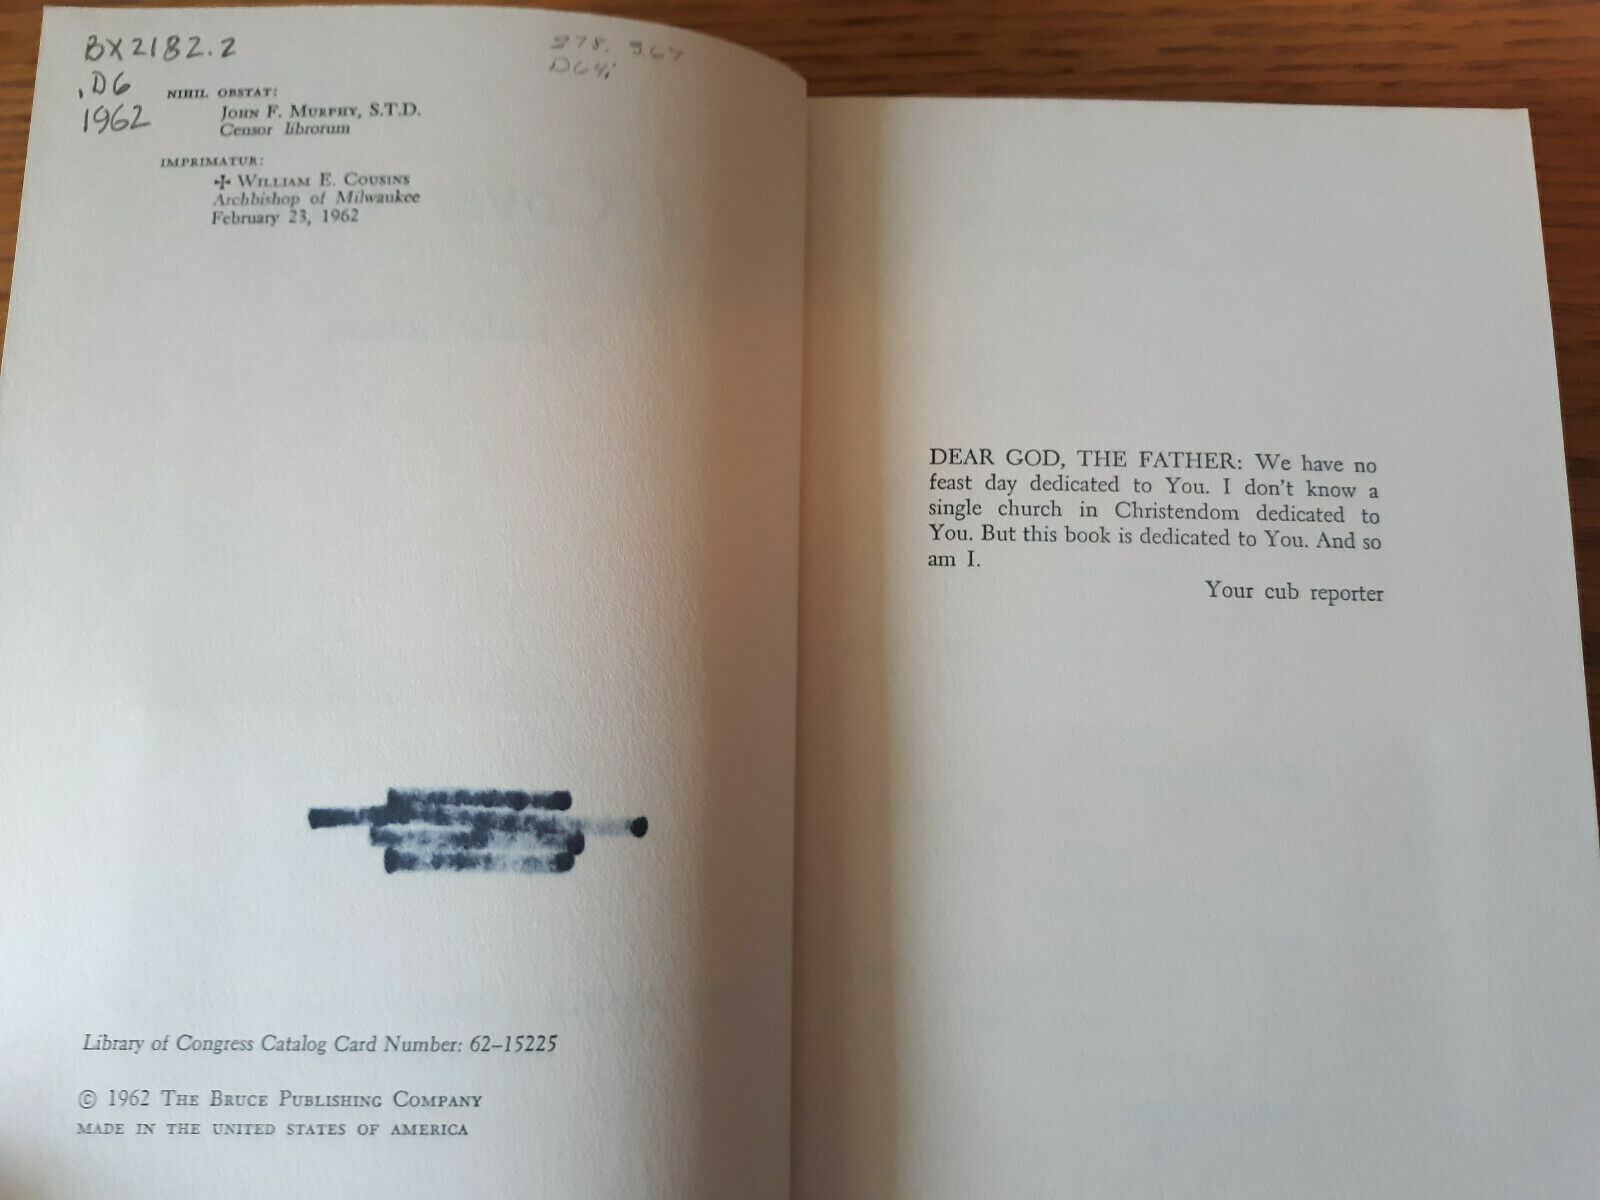 BX2182.2
.D6
1962
NIHIL OBSTAT:
JOHN F. MURPHY, S.T.D.
Censor librorum
IMPRIMATUR:
✢ WILLIAM E. COUSINS
Archbishop of Milwaukee
February 23, 1962
Library of Congress Catalog Card Number: 62–15225
© 1962 THE BRUCE PUBLISHING COMPANY
MADE IN THE UNITED STATES OF AMERICA
DEAR GOD, THE FATHER: We have no
feast day dedicated to You. I don't know a
single church in Christendom dedicated to
You. But this book is dedicated to You. And so
am I.
Your cub reporter